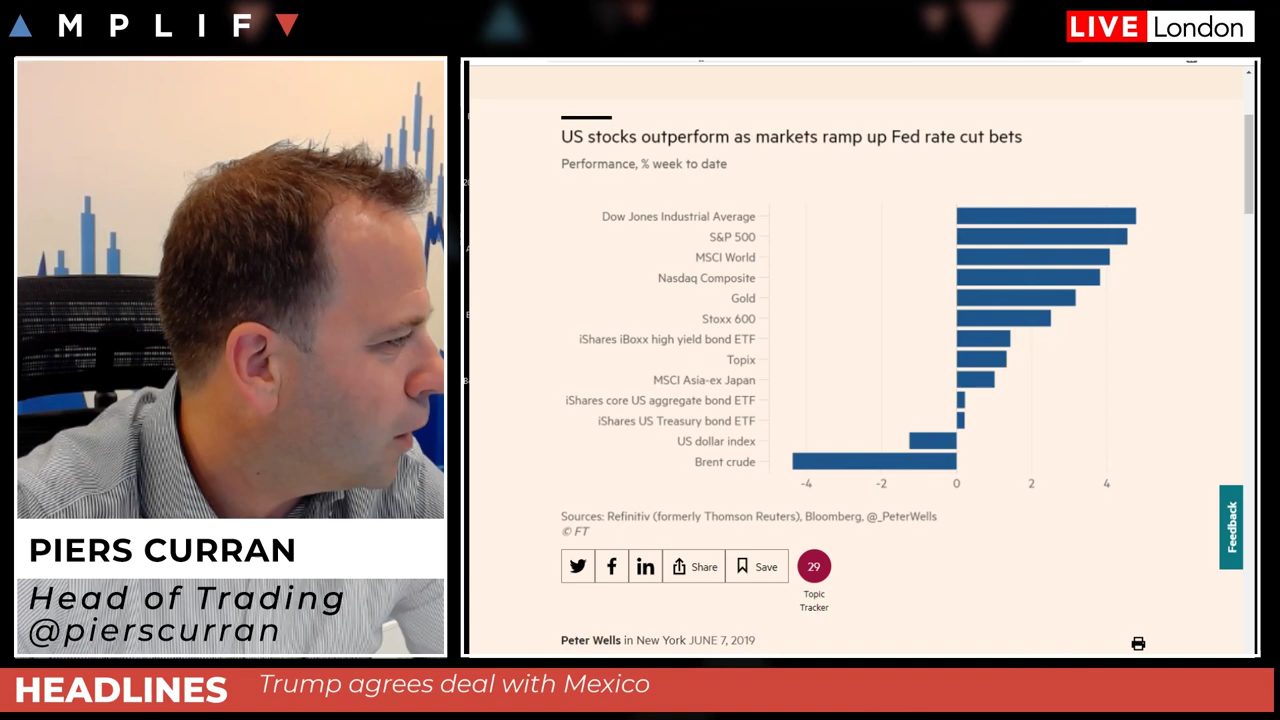 AMPLIFY
LIVE London
US stocks outperform as markets ramp up Fed rate cut bets
Performance, % week to date
Dow Jones Industrial Average
S&P 500
MSCI World
Nasdaq Composite
Gold
Stoxx 600
iShares iBoxx high yield bond ETF
Topix
MSCI Asia-ex Japan
iShares core US aggregate bond ETF
iShares US Treasury bond ETF
US dollar index
Brent crude
-4 -2 0 2 4
Sources: Refinitiv (formerly Thomson Reuters), Bloomberg, @_PeterWells
© FT
Share
Save
29
Topic
Tracker
Feedback
Peter Wells in New York JUNE 7, 2019
PIERS CURRAN
Head of Trading
@pierscurran
HEADLINES
Trump agrees deal with Mexico